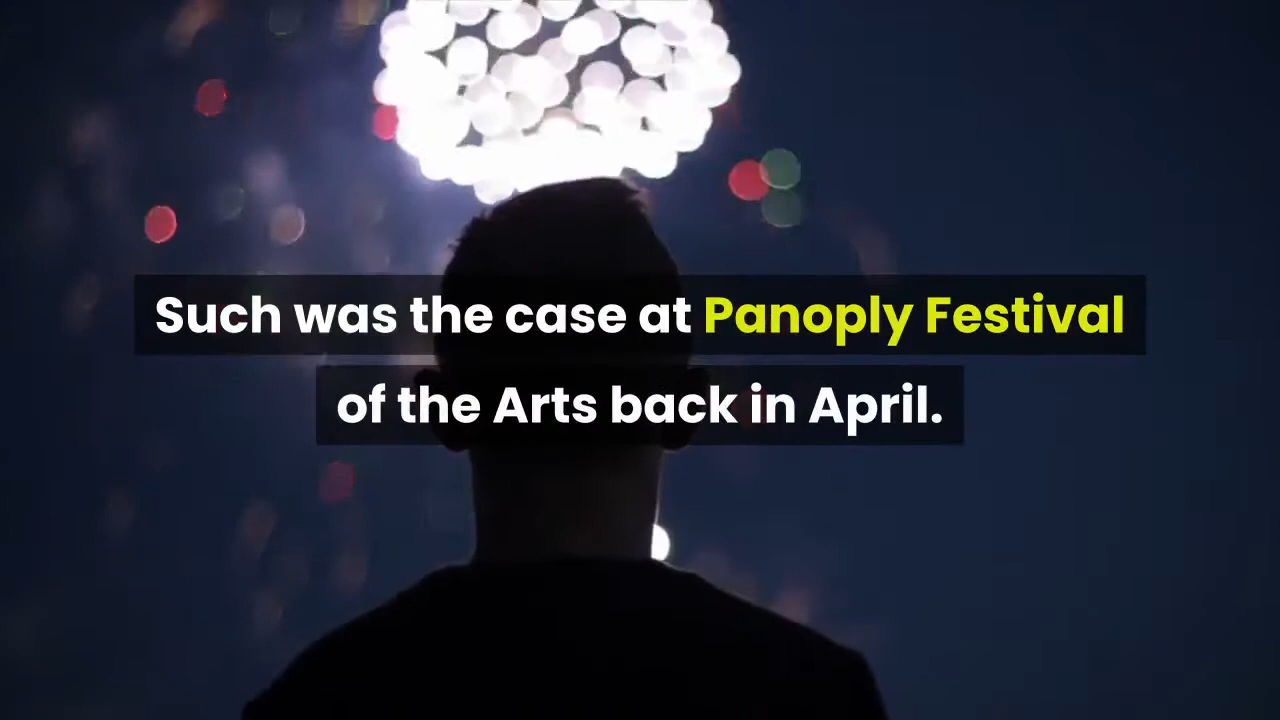 Such was the case at Panoply Festival
of the Arts back in April.